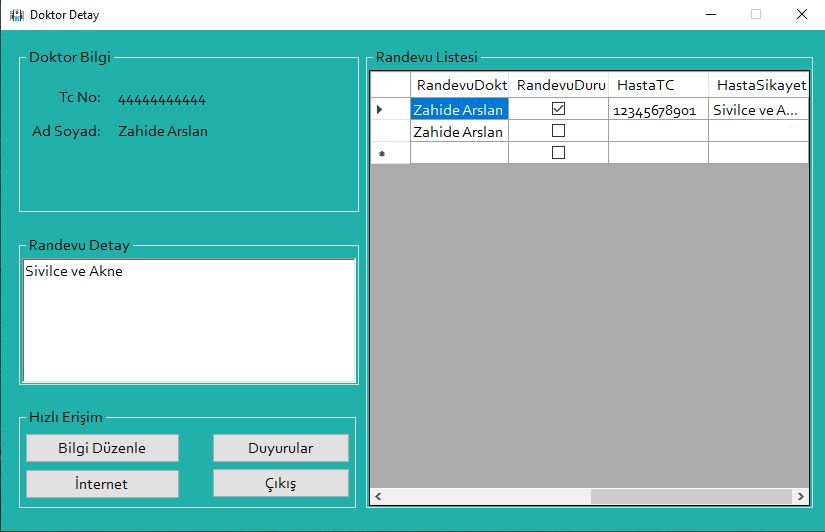 Doktor Detay
Doktor Bilgi
Tc No: 44444444444
Ad Soyad: Zahide Arslan
Randevu Detay
Sivilce ve Akne
Hızlı Erişim
Bilgi Düzenle Duyurular
İnternet Çıkış
Randevu Listesi
RandevuDokt RandevuDuru HastaTC HastaSikayet
Zahide Arslan 12345678901 Sivilce ve A...
Zahide Arslan